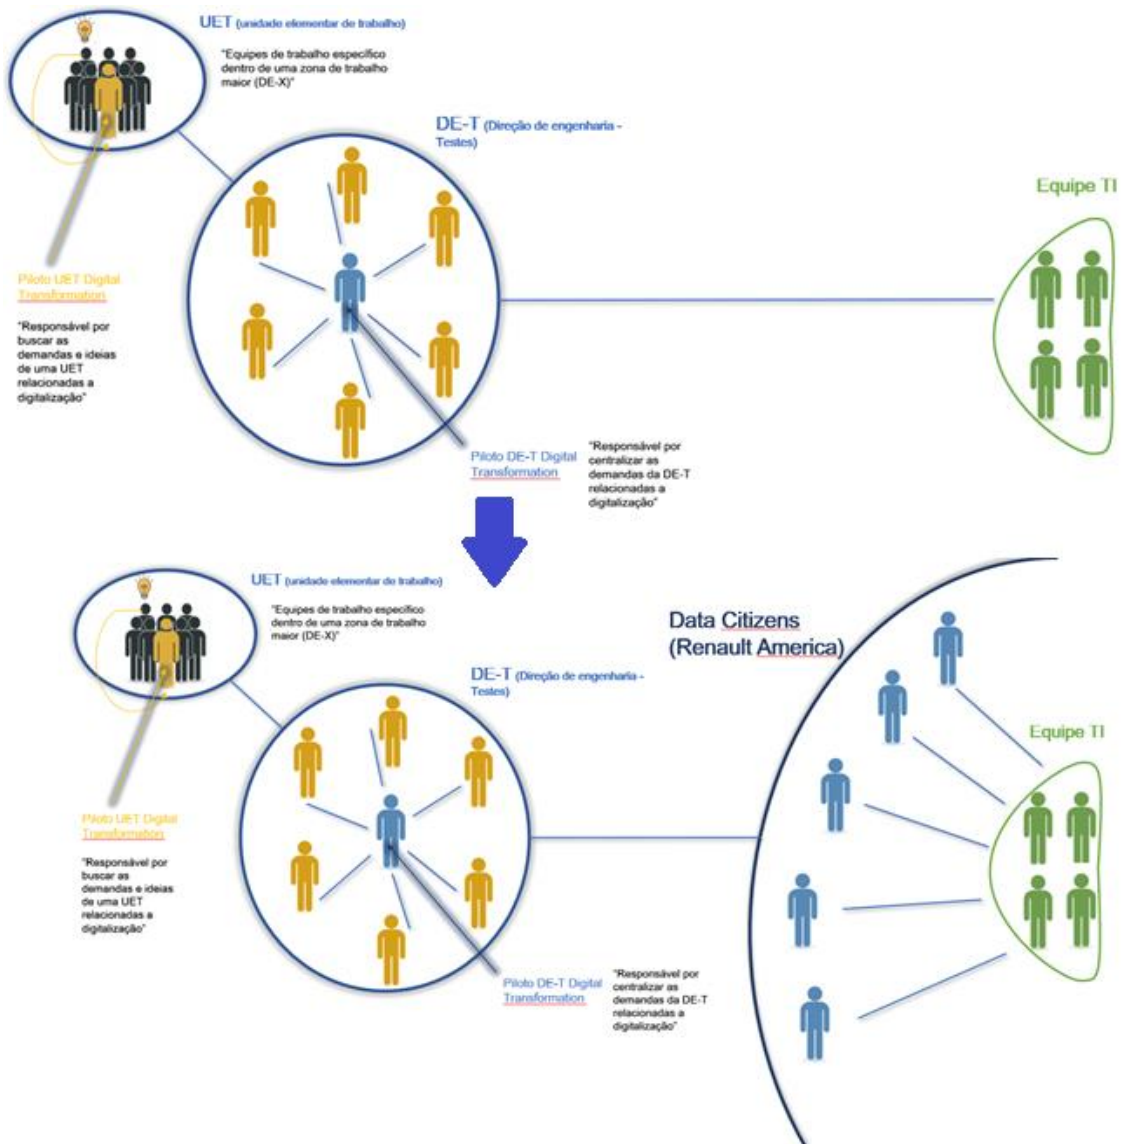 UET (unidade elementar de trabalho)
"Equipes de trabalho específico
dentro de uma zona de trabalho
maior (DE-X)"
DE-T (Direção de engenharia -
Testes)
Equipe TI
Piloto UET Digital
Transformation
"Responsável por
buscar as
demandas e ideias
de uma UET
relacionadas a
digitalização"
Piloto DE-T Digital
Transformation
"Responsável por
centralizar as
demandas da DE-T
relacionadas a
digitalização"
UET (unidade elementar de trabalho)
"Equipes de trabalho específico
dentro de uma zona de trabalho
maior (DE-X)"
DE-T (Direção de engenharia -
Testes)
Data Citizens
(Renault America)
Equipe TI
Piloto UET Digital
Transformation
"Responsável por
buscar as
demandas e ideias
de uma UET
relacionadas a
digitalização"
Piloto DE-T Digital
Transformation
"Responsável por
centralizar as
demandas da DE-T
relacionadas a
digitalização"